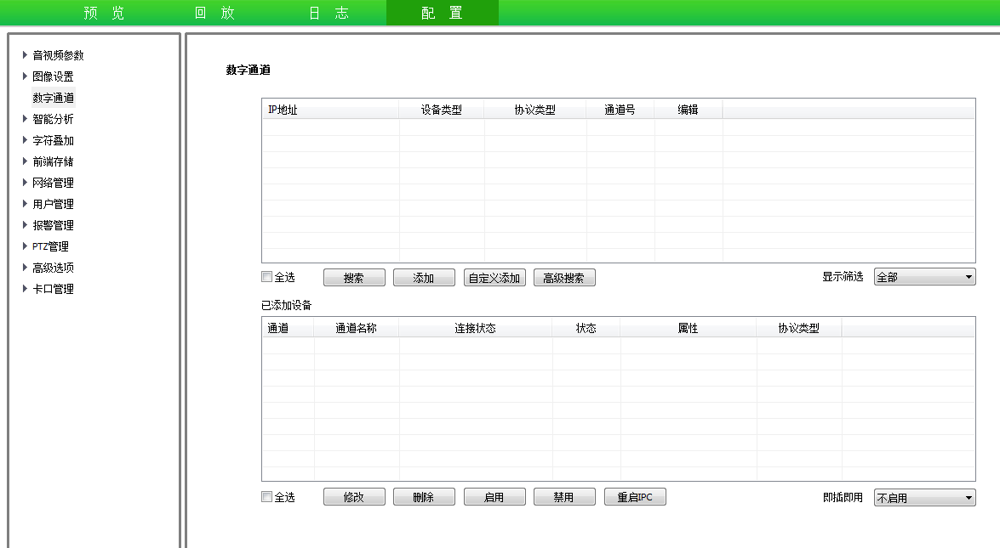 预 览 回 放 日 志 配 置
音视频参数
图像设置
数字通道
智能分析
字符叠加
前端存储
网络管理
用户管理
报警管理
PTZ管理
高级选项
卡口管理
数字通道
IP地址 设备类型 协议类型 通道号 编辑
全选 搜索 添加 自定义添加 高级搜索 显示筛选 全部
已添加设备
通道 通道名称 连接状态 状态 属性 协议类型
全选 修改 删除 启用 禁用 重启IPC 即插即用 不启用